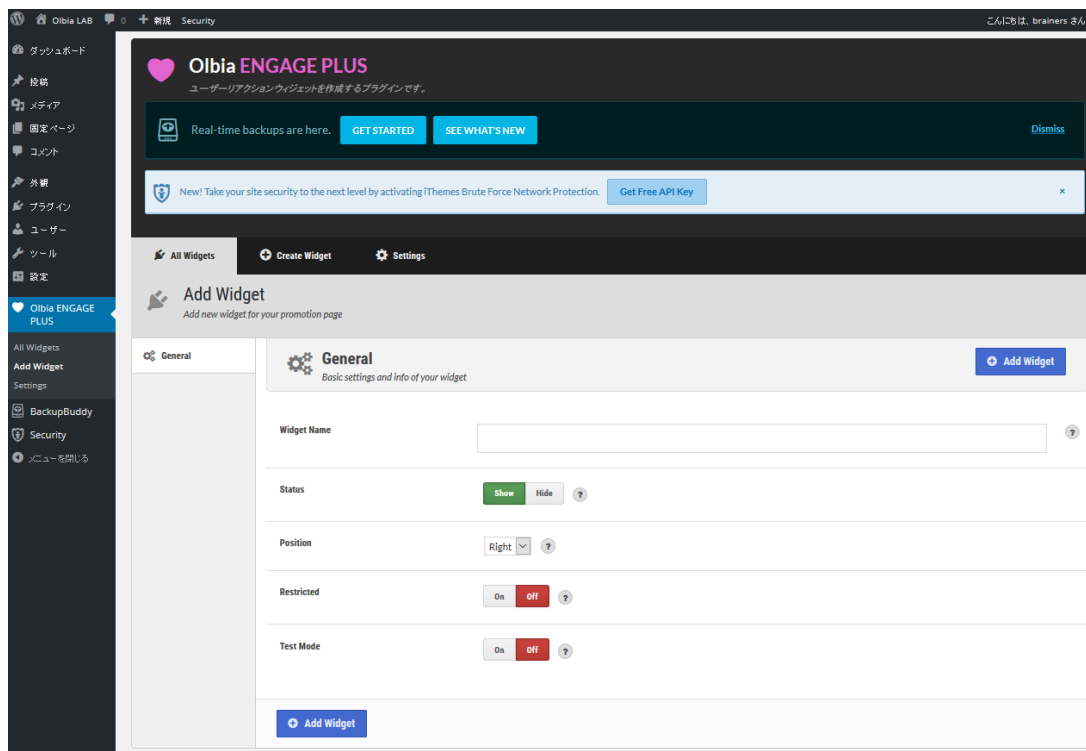 Olbia LAB 0 新規 Security こんにちは、brainers さん
ダッシュボード
投稿
メディア
固定ページ
コメント
外観
プラグイン
ユーザー
ツール
設定
Olbia ENGAGE
PLUS
All Widgets
Add Widget
Settings
BackupBuddy
Security
メニューを閉じる
Olbia ENGAGE PLUS
ユーザーリアクションウィジェットを作成するプラグインです。
Real-time backups are here. GET STARTED SEE WHAT'S NEW Dismiss
New! Take your site security to the next level by activating iThemes Brute Force Network Protection. Get Free API Key ×
All Widgets Create Widget Settings
Add Widget
Add new widget for your promotion page
General
General
Basic settings and info of your widget
Add Widget
Widget Name ?
Status Show Hide ?
Position Right ?
Restricted On Off ?
Test Mode On Off ?
Add Widget